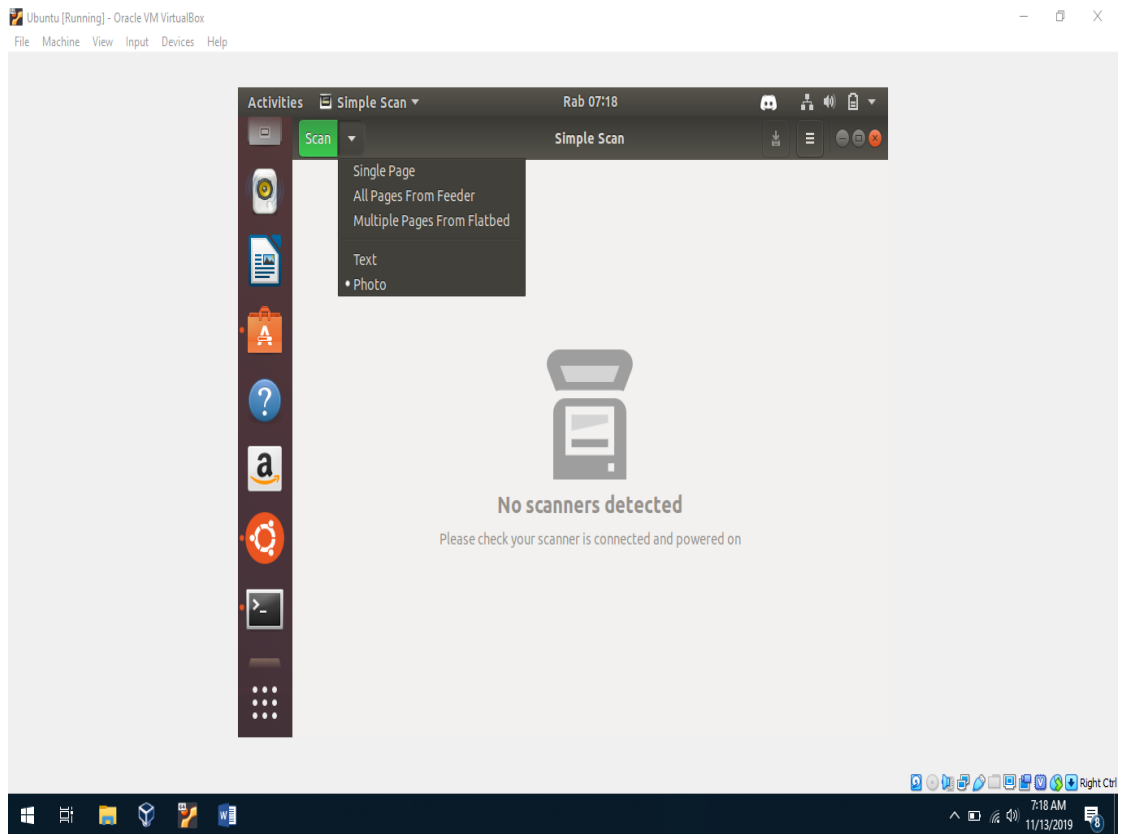 Ubuntu [Running] - Oracle VM VirtualBox
File Machine View Input Devices Help
Activities Simple Scan Rab 07:18
Scan Simple Scan
Single Page
All Pages From Feeder
Multiple Pages From Flatbed
Text
• Photo
?
a
No scanners detected
Please check your scanner is connected and powered on
>_
Right Ctrl
W
7:18 AM
11/13/2019
8